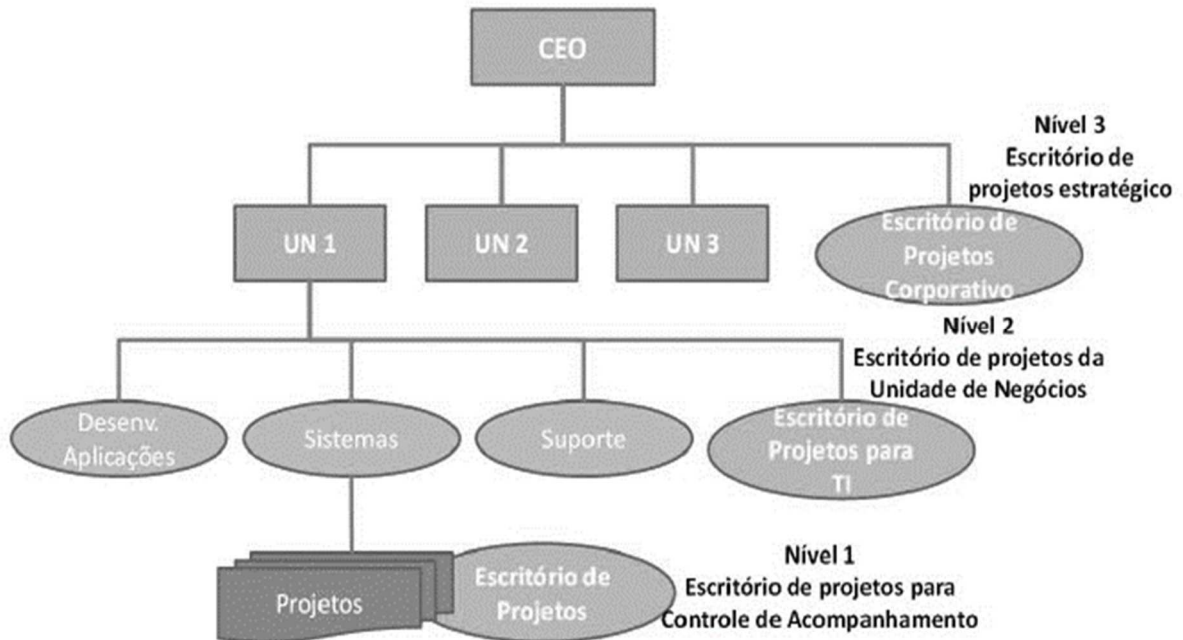 CEO
Nível 3
Escritório de
projetos estratégico
UN 1
UN 2
UN 3
Escritório de
Projetos
Corporativo
Nível 2
Escritório de projetos da
Unidade de Negócios
Desenv.
Aplicações
Sistemas
Suporte
Escritório de
Projetos para
TI
Projetos
Escritório de
Projetos
Nível 1
Escritório de projetos para
Controle de Acompanhamento